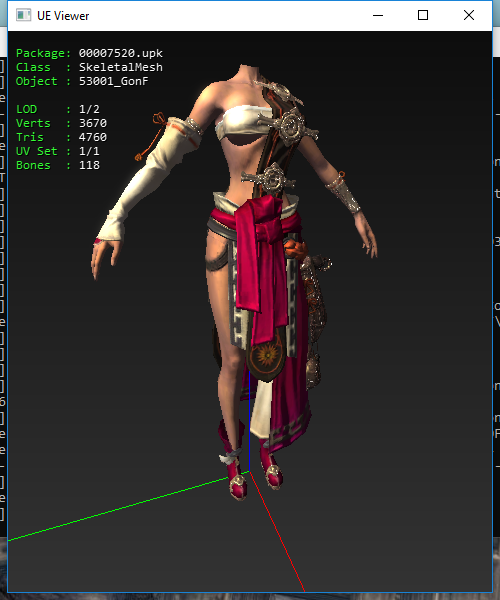 UE Viewer
Package: 00007520.upk
Class : SkeletalMesh
Object : 53001_GonF
LOD : 1/2
Verts : 3670
Tris : 4760
UV Set : 1/1
Bones : 118